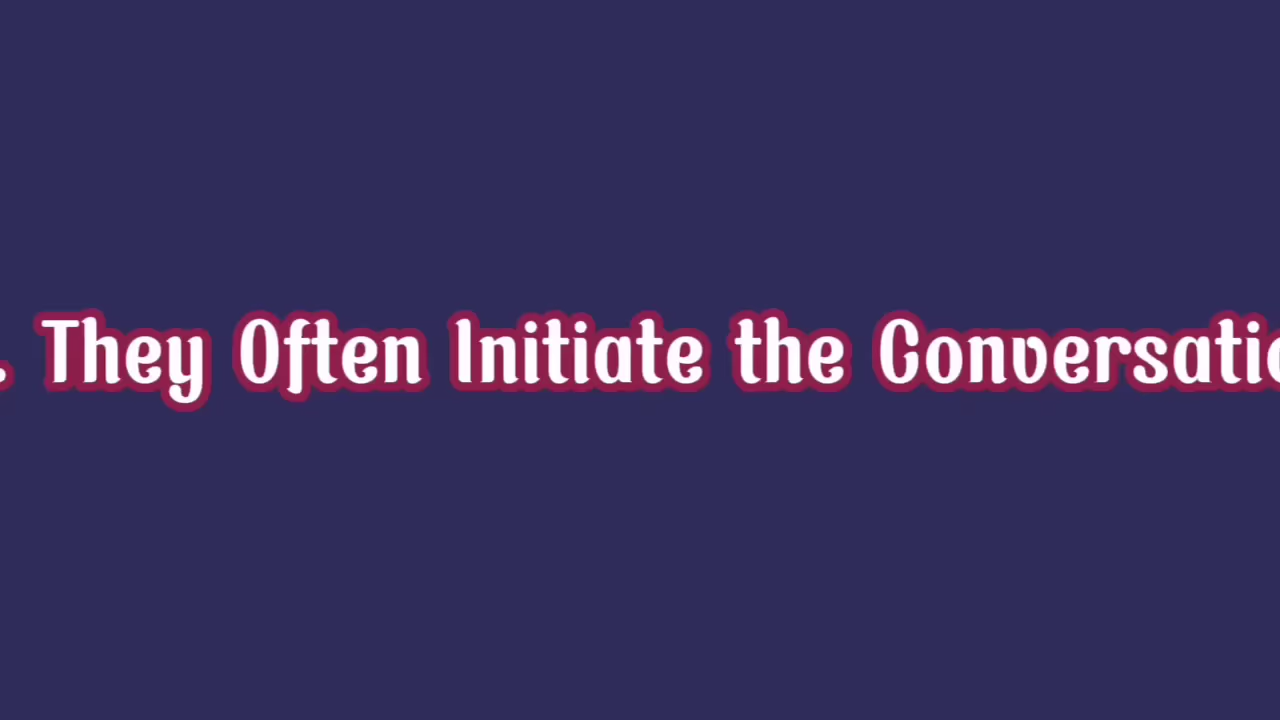 . They Often Initiate the Conversatio